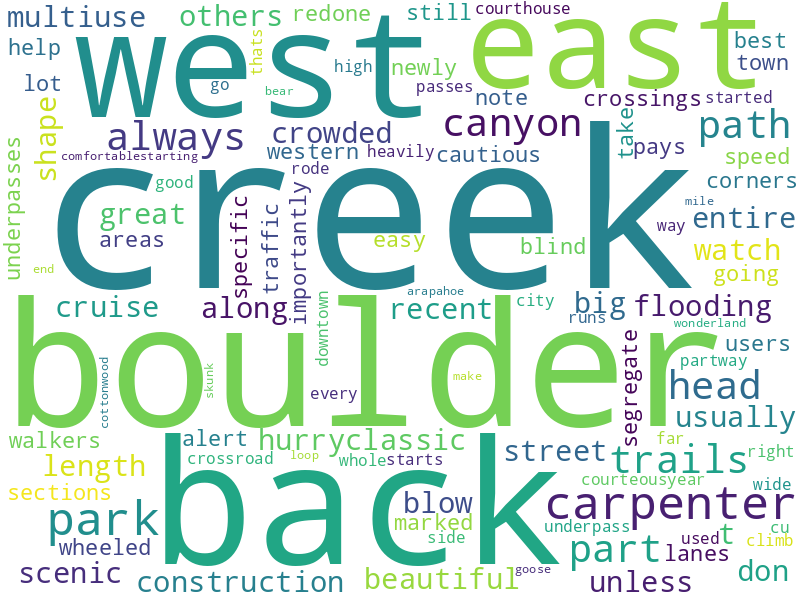 multiuse
others
redone
still
courthouse
west
east
help
thats
best
lot
go
high
newly
town
bear
passes
note
crossings
started
shape
always
crowded
canyon
take
path
comfortablestarting
western
heavily
cautious
pays
speed
underpasses
creek
good
rode
corners
great
specific
traffic
importantly
mile
areas
easy
blind
way
entire
end
watch
going
cruise
along
downtown
arapahoe
recent
city
big
flooding
runs
wonderland
boulder
cottonwood
skunk
every
make
segregate
users
partway
head
usually
walkers
alert
hurryclassic
street
trails
far
right
length
crossroad
loop
whole
starts
back
courteousyear
wide
sections
park
blow
carpenter
marked
underpass
t
cu
wheeled
side
part
lanes
used
climb
scenic
construction
beautiful
goose
unless
don